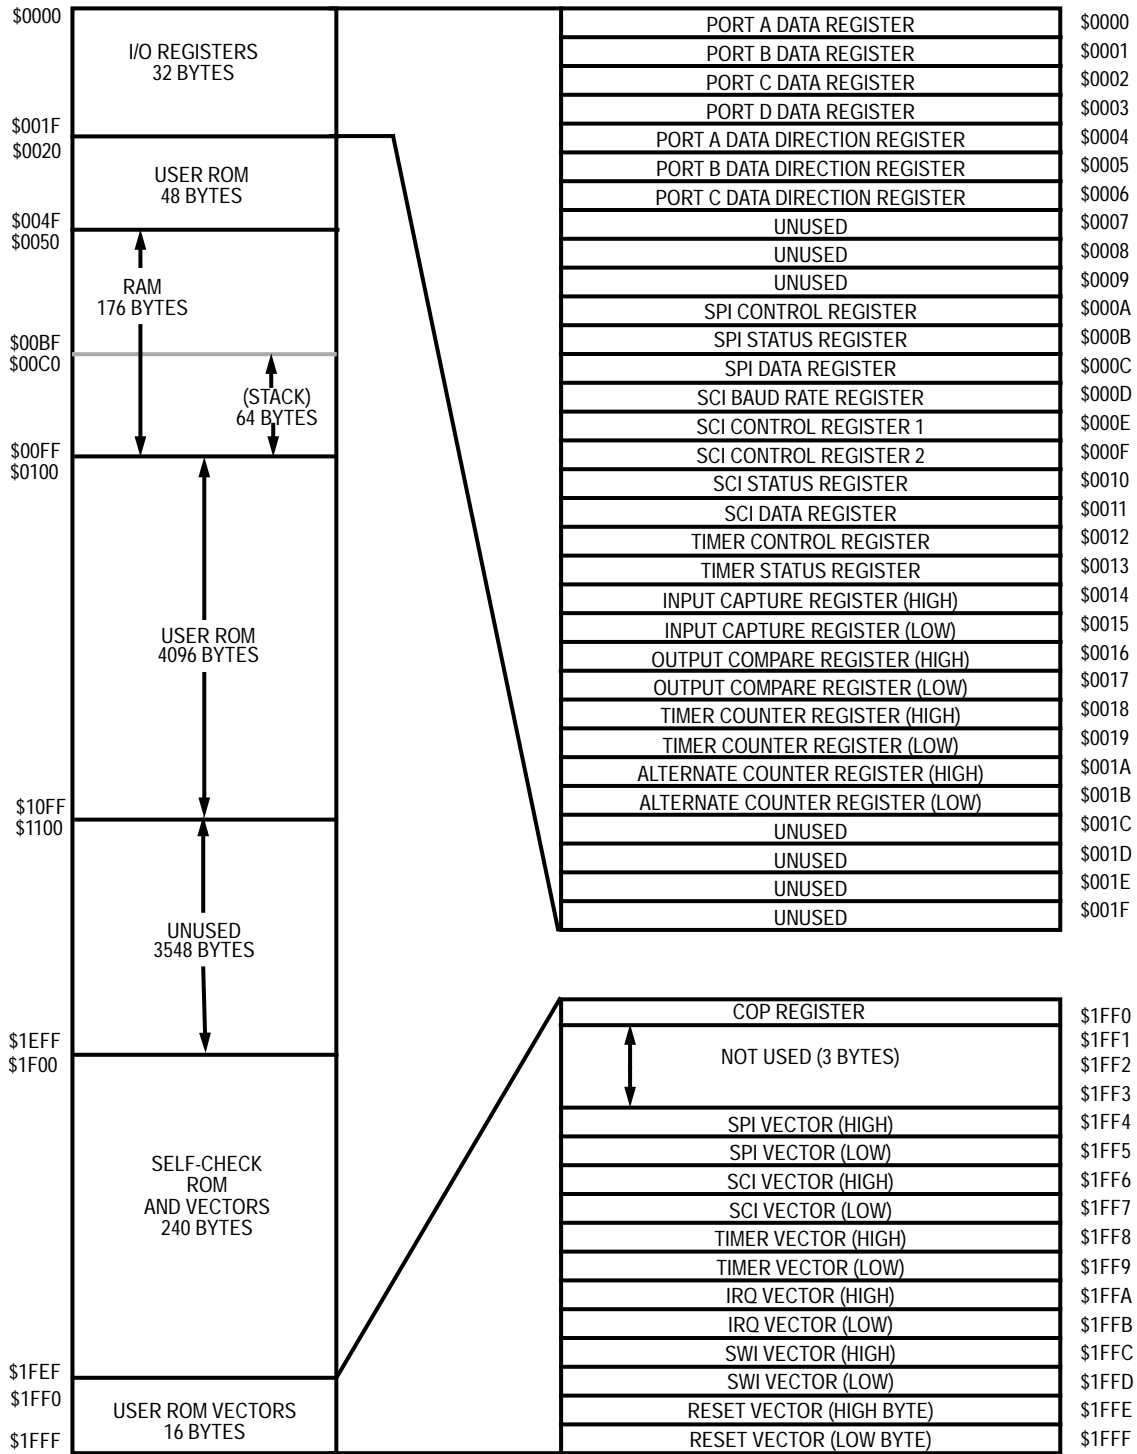 $0000
I/O REGISTERS
32 BYTES
$001F
$0020
USER ROM
48 BYTES
$004F
$0050
RAM
176 BYTES
$00BF
$00C0
(STACK)
64 BYTES
$00FF
$0100
USER ROM
4096 BYTES
$10FF
$1100
UNUSED
3548 BYTES
$1EFF
$1F00
SELF-CHECK
ROM
AND VECTORS
240 BYTES
$1FEF
$1FF0
USER ROM VECTORS
16 BYTES
$1FFF
PORT A DATA REGISTER $0000
PORT B DATA REGISTER $0001
PORT C DATA REGISTER $0002
PORT D DATA REGISTER $0003
PORT A DATA DIRECTION REGISTER $0004
PORT B DATA DIRECTION REGISTER $0005
PORT C DATA DIRECTION REGISTER $0006
UNUSED $0007
UNUSED $0008
UNUSED $0009
SPI CONTROL REGISTER $000A
SPI STATUS REGISTER $000B
SPI DATA REGISTER $000C
SCI BAUD RATE REGISTER $000D
SCI CONTROL REGISTER 1 $000E
SCI CONTROL REGISTER 2 $000F
SCI STATUS REGISTER $0010
SCI DATA REGISTER $0011
TIMER CONTROL REGISTER $0012
TIMER STATUS REGISTER $0013
INPUT CAPTURE REGISTER (HIGH) $0014
INPUT CAPTURE REGISTER (LOW) $0015
OUTPUT COMPARE REGISTER (HIGH) $0016
OUTPUT COMPARE REGISTER (LOW) $0017
TIMER COUNTER REGISTER (HIGH) $0018
TIMER COUNTER REGISTER (LOW) $0019
ALTERNATE COUNTER REGISTER (HIGH) $001A
ALTERNATE COUNTER REGISTER (LOW) $001B
UNUSED $001C
UNUSED $001D
UNUSED $001E
UNUSED $001F
COP REGISTER $1FF0
$1FF1
NOT USED (3 BYTES) $1FF2
$1FF3
SPI VECTOR (HIGH) $1FF4
SPI VECTOR (LOW) $1FF5
SCI VECTOR (HIGH) $1FF6
SCI VECTOR (LOW) $1FF7
TIMER VECTOR (HIGH) $1FF8
TIMER VECTOR (LOW) $1FF9
IRQ VECTOR (HIGH) $1FFA
IRQ VECTOR (LOW) $1FFB
SWI VECTOR (HIGH) $1FFC
SWI VECTOR (LOW) $1FFD
RESET VECTOR (HIGH BYTE) $1FFE
RESET VECTOR (LOW BYTE) $1FFF